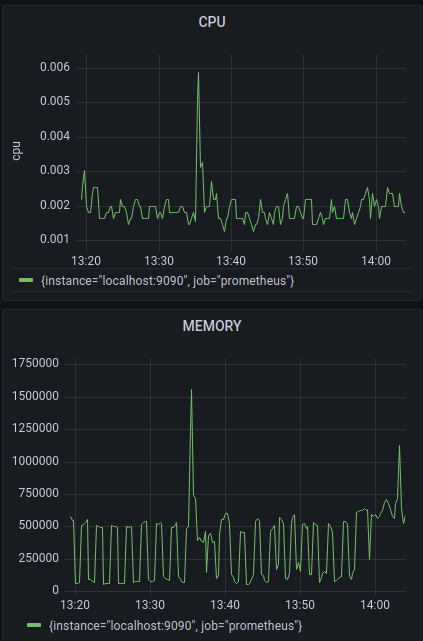 CPU
0.006
0.005
0.004
cpu
0.003
0.002
0.001
13:20 13:30 13:40 13:50 14:00
{instance="localhost:9090", job="prometheus"}
MEMORY
1750000
1500000
1250000
1000000
750000
500000
250000
0
13:20 13:30 13:40 13:50 14:00
{instance="localhost:9090", job="prometheus"}